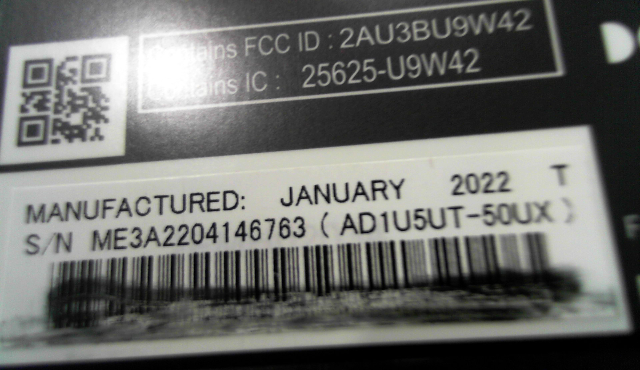 Contains FCC ID : 2AU3BU9W42
Contains IC : 25625-U9W42
MANUFACTURED: JANUARY 2022 T
S/N ME3A2204146763 ( AD1U5UT-50UX )